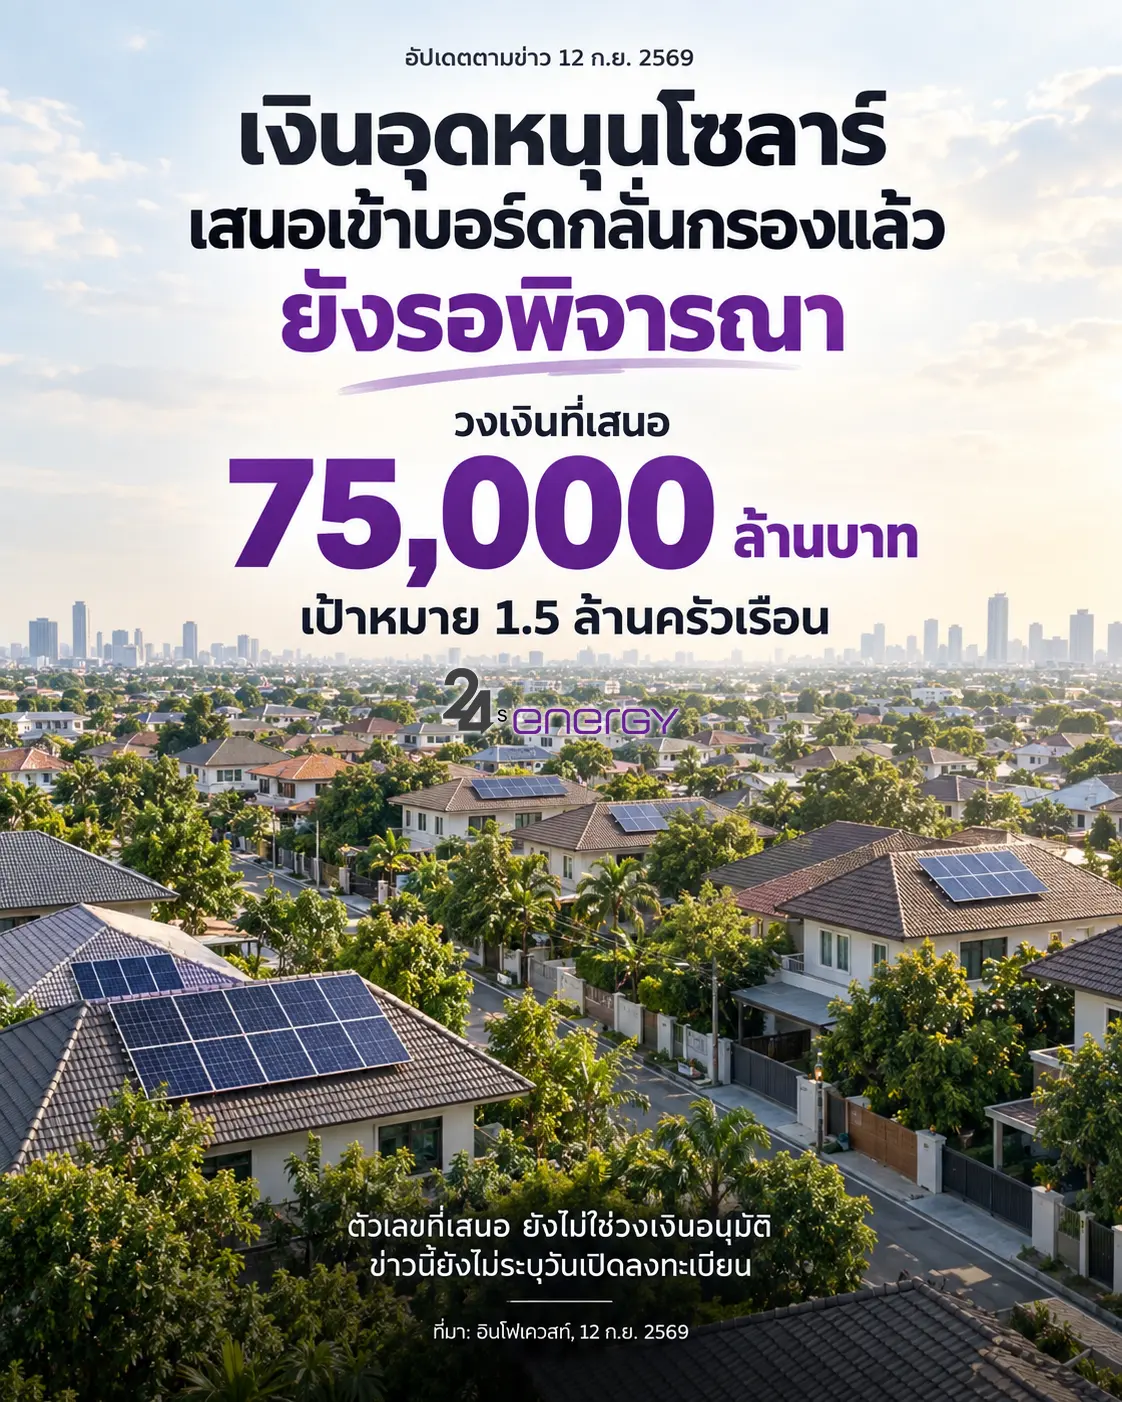 อัปเดตตามข่าว 12 ก.ย. 2569
เงินอุดหนุนโซลาร์
เสนอเข้าบอร์ดกลั่นกรองแล้ว
ยังรอพิจารณา
วงเงินที่เสนอ
75,000 ล้านบาท
เป้าหมาย 1.5 ล้านครัวเรือน
24s energy
ตัวเลขที่เสนอ ยังไม่ใช่วงเงินอนุมัติ
ข่าวนี้ยังไม่ระบุวันเปิดลงทะเบียน
ที่มา: อินโฟเควสท์, 12 ก.ย. 2569